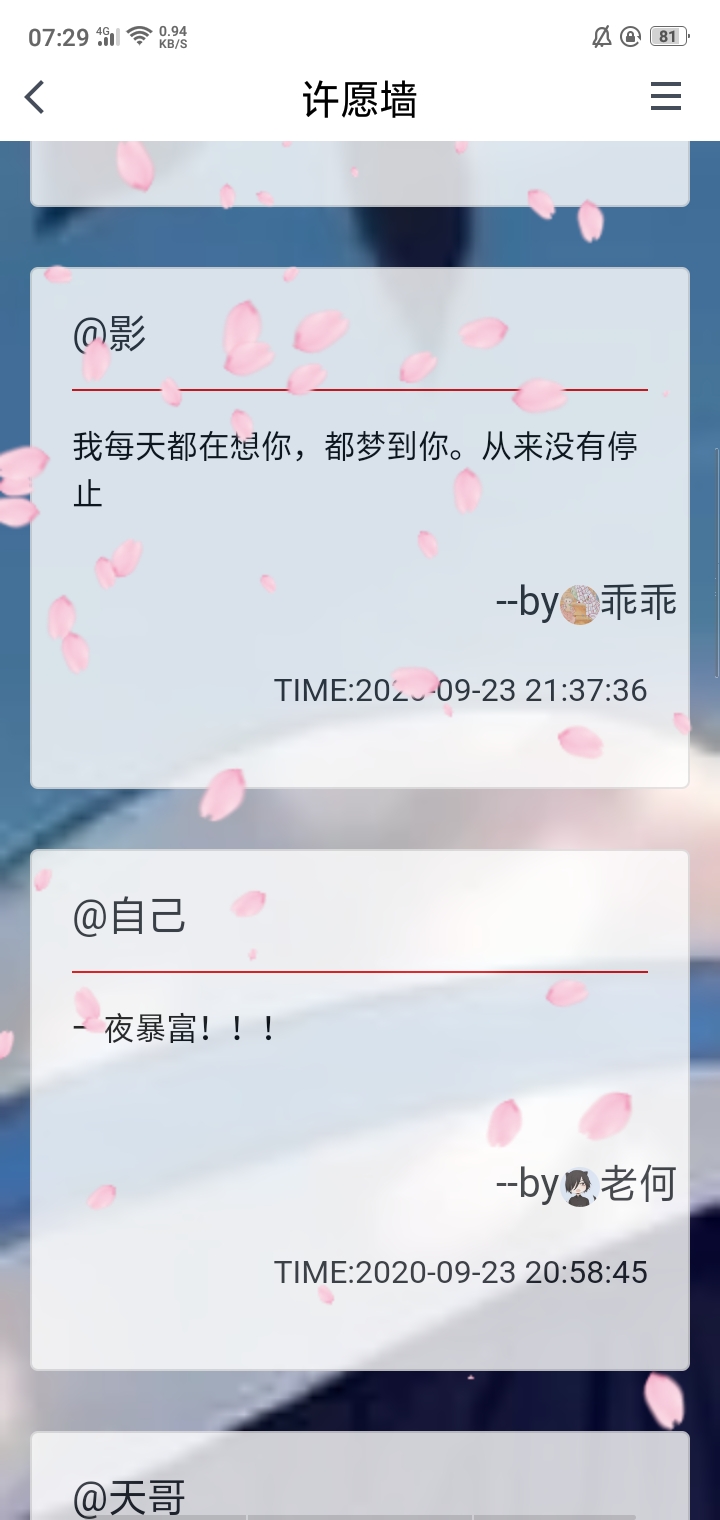 07:29 4G 0.94 KB/S 81
许愿墙
@影
我每天都在想你，都梦到你。从来没有停
止
--by乖乖
TIME:2020-09-23 21:37:36
@自己
一夜暴富！！！
--by老何
TIME:2020-09-23 20:58:45
@天哥